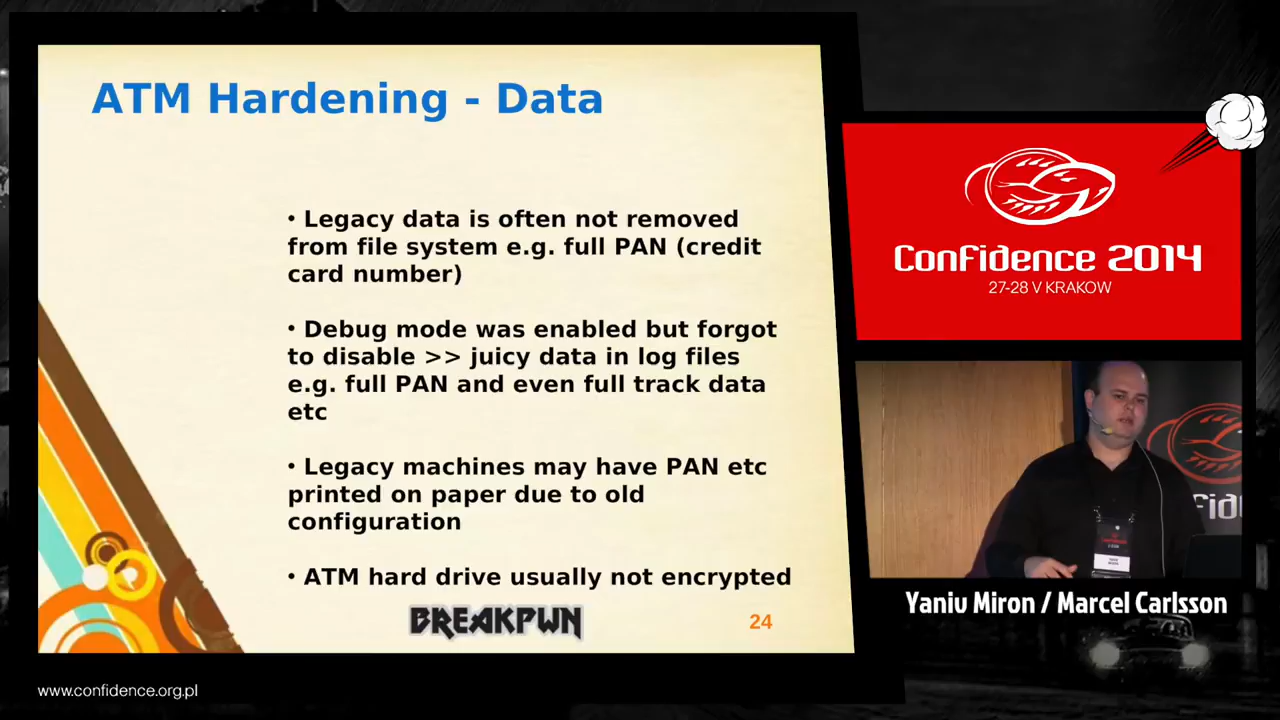 ATM Hardening - Data
• Legacy data is often not removed
from file system e.g. full PAN (credit
card number)
• Debug mode was enabled but forgot
to disable >> juicy data in log files
e.g. full PAN and even full track data
etc
• Legacy machines may have PAN etc
printed on paper due to old
configuration
• ATM hard drive usually not encrypted
BREAKPWN
24
Confidence 2014
27-28 V KRAKOW
fid
Yaniv Miron / Marcel Carlsson
www.confidence.org.pl